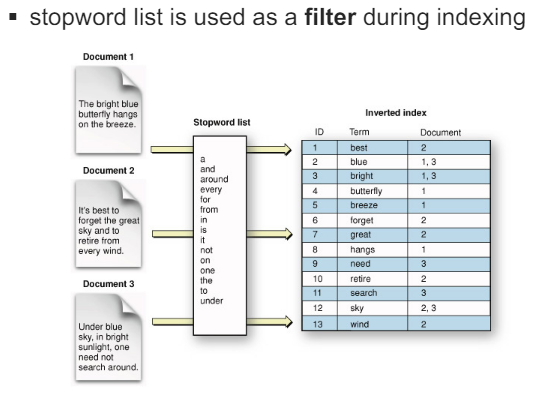 ▪ stopword list is used as a filter during indexing
Document 1
The bright blue
butterfly hangs
on the breeze.
Document 2
It's best to
forget the great
sky and to
retire from
every wind.
Document 3
Under blue
sky, in bright
sunlight, one
need not
search around.
Stopword list
a
and
around
every
for
from
in
is
it
not
on
one
the
to
under
Inverted index
ID Term Document
1 best 2
2 blue 1, 3
3 bright 1, 3
4 butterfly 1
5 breeze 1
6 forget 2
7 great 2
8 hangs 1
9 need 3
10 retire 2
11 search 3
12 sky 2, 3
13 wind 2